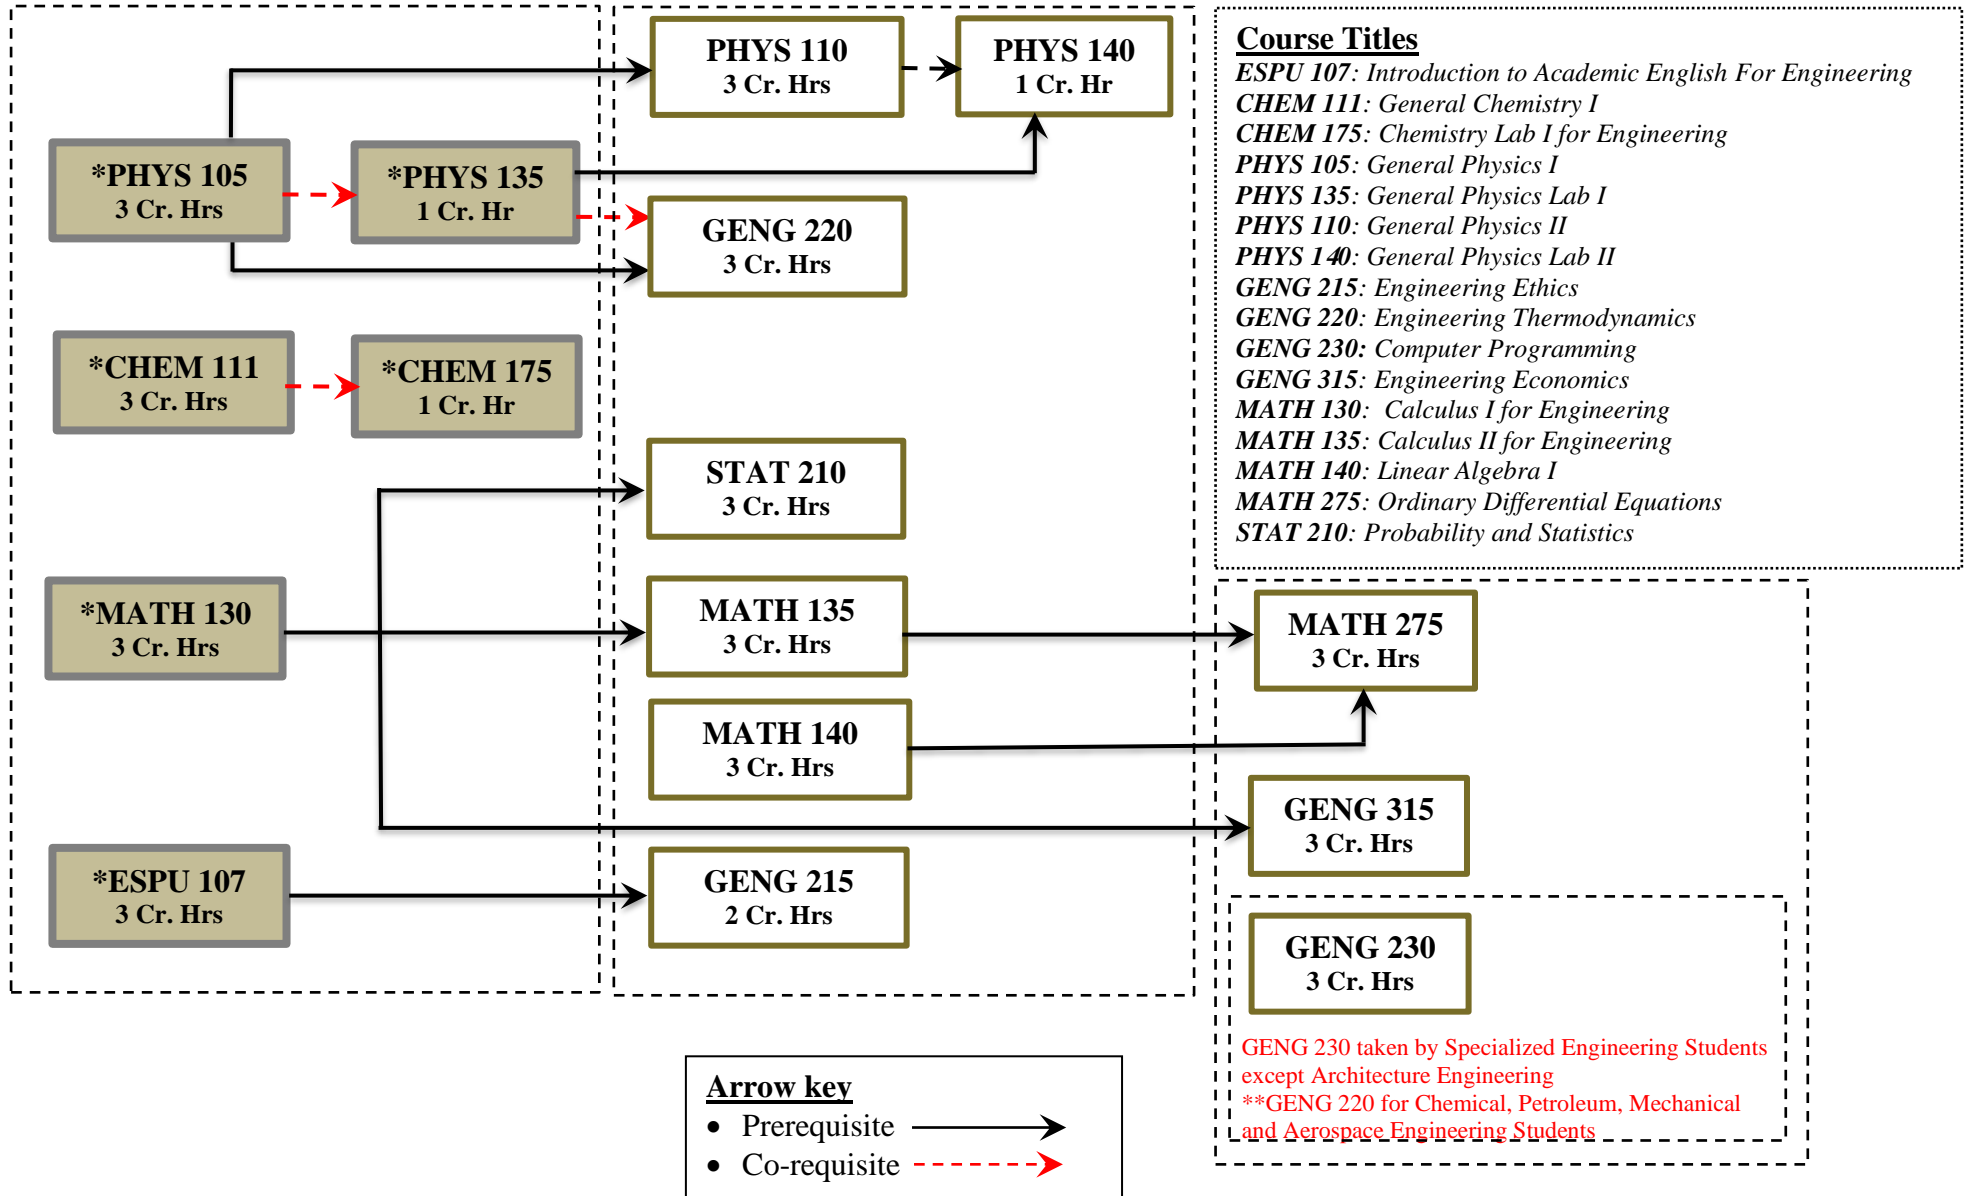 PHYS 110
3 Cr. Hrs
PHYS 140
1 Cr. Hr
*PHYS 105
3 Cr. Hrs
*PHYS 135
1 Cr. Hr
GENG 220
3 Cr. Hrs
*CHEM 111
3 Cr. Hrs
*CHEM 175
1 Cr. Hr
STAT 210
3 Cr. Hrs
*MATH 130
3 Cr. Hrs
MATH 135
3 Cr. Hrs
MATH 140
3 Cr. Hrs
*ESPU 107
3 Cr. Hrs
GENG 215
2 Cr. Hrs
Course Titles
ESPU 107: Introduction to Academic English For Engineering
CHEM 111: General Chemistry I
CHEM 175: Chemistry Lab I for Engineering
PHYS 105: General Physics I
PHYS 135: General Physics Lab I
PHYS 110: General Physics II
PHYS 140: General Physics Lab II
GENG 215: Engineering Ethics
GENG 220: Engineering Thermodynamics
GENG 230: Computer Programming
GENG 315: Engineering Economics
MATH 130:  Calculus I for Engineering
MATH 135: Calculus II for Engineering
MATH 140: Linear Algebra I
MATH 275: Ordinary Differential Equations
STAT 210: Probability and Statistics
MATH 275
3 Cr. Hrs
GENG 315
3 Cr. Hrs
GENG 230
3 Cr. Hrs
GENG 230 taken by Specialized Engineering Students
except Architecture Engineering
**GENG 220 for Chemical, Petroleum, Mechanical
and Aerospace Engineering Students
Arrow key
• Prerequisite
• Co-requisite